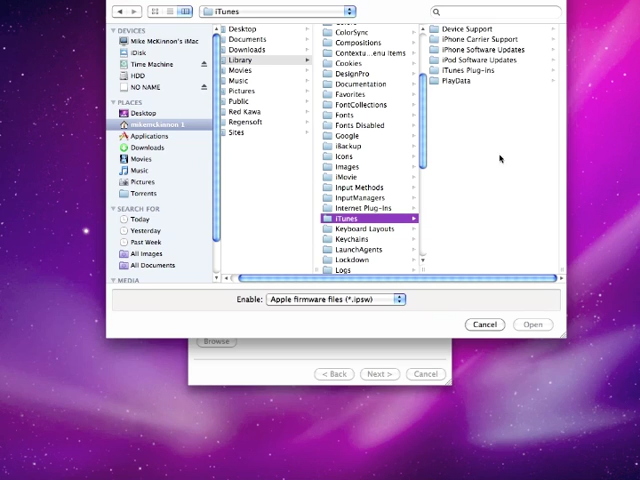 iTunes
DEVICES
Mike McKinnon's iMac
iDisk
Time Machine
HDD
NO NAME
PLACES
Desktop
mikemckinnon 1
Applications
Downloads
Movies
Music
Pictures
Torrents
SEARCH FOR
Today
Yesterday
Past Week
All Images
All Documents
MEDIA
Desktop
Documents
Downloads
Library
Movies
Music
Pictures
Public
Red Kawa
Regensoft
Sites
ColorSync
Compositions
Contextu...enu Items
Cookies
DesignPro
Documentation
Favorites
FontCollections
Fonts
Fonts Disabled
Google
iBackup
Icons
Images
iMovie
Input Methods
InputManagers
Internet Plug-Ins
iTunes
Keyboard Layouts
Keychains
LaunchAgents
Lockdown
Logs
Device Support
iPhone Carrier Support
iPhone Software Updates
iPod Software Updates
iTunes Plug-ins
PlayData
Enable: Apple firmware files (*.ipsw)
Cancel Open
Browse
< Back Next > Cancel